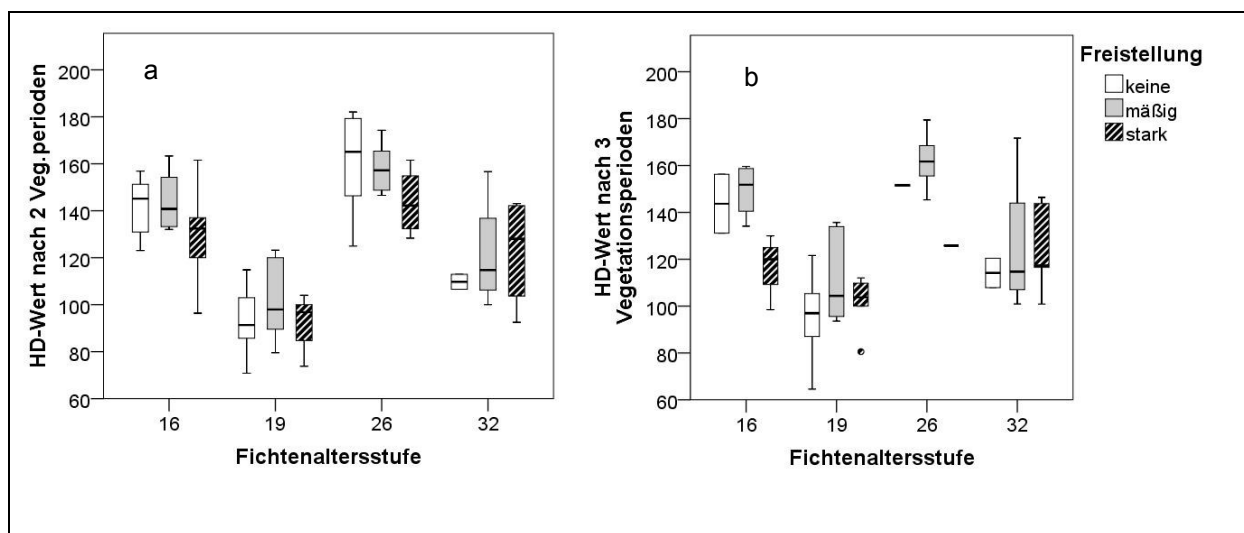 a
HD-Wert nach 2 Veg.perioden
200
180
160
140
120
100
80
60
16 19 26 32
Fichtenaltersstufe
b
HD-Wert nach 3
Vegetationsperioden
200
180
160
140
120
100
80
60
16 19 26 32
Fichtenaltersstufe
Freistellung
keine
mäßig
stark